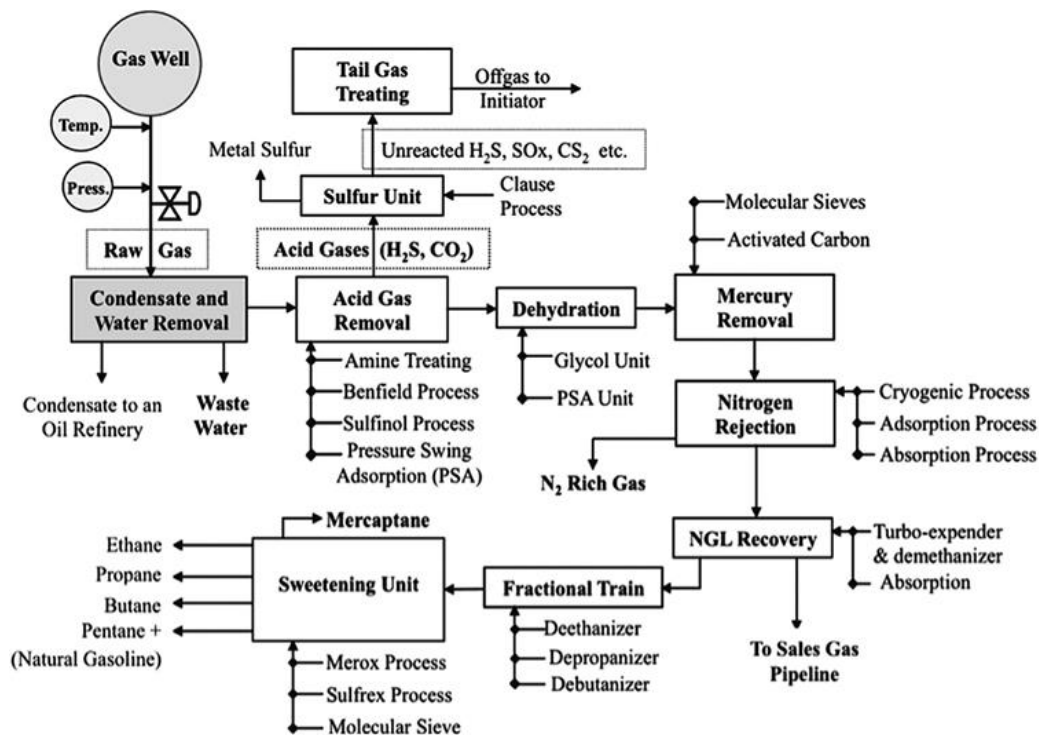 Gas Well
Temp.
Press.
Raw Gas
Condensate and
Water Removal
Condensate to an
Oil Refinery
Waste
Water
Tail Gas
Treating
Offgas to
Initiator
Unreacted H₂S, SOx, CS₂ etc.
Metal Sulfur
Sulfur Unit
Clause
Process
Acid Gases (H₂S, CO₂)
Acid Gas
Removal
Amine Treating
Benfield Process
Sulfinol Process
Pressure Swing
Adsorption (PSA)
Dehydration
Glycol Unit
PSA Unit
Molecular Sieves
Activated Carbon
Mercury
Removal
Nitrogen
Rejection
Cryogenic Process
Adsorption Process
Absorption Process
N₂ Rich Gas
NGL Recovery
Turbo-expender
& demethanizer
Absorption
To Sales Gas
Pipeline
Fractional Train
Deethanizer
Depropanizer
Debutanizer
Mercaptane
Sweetening Unit
Ethane
Propane
Butane
Pentane +
(Natural Gasoline)
Merox Process
Sulfrex Process
Molecular Sieve